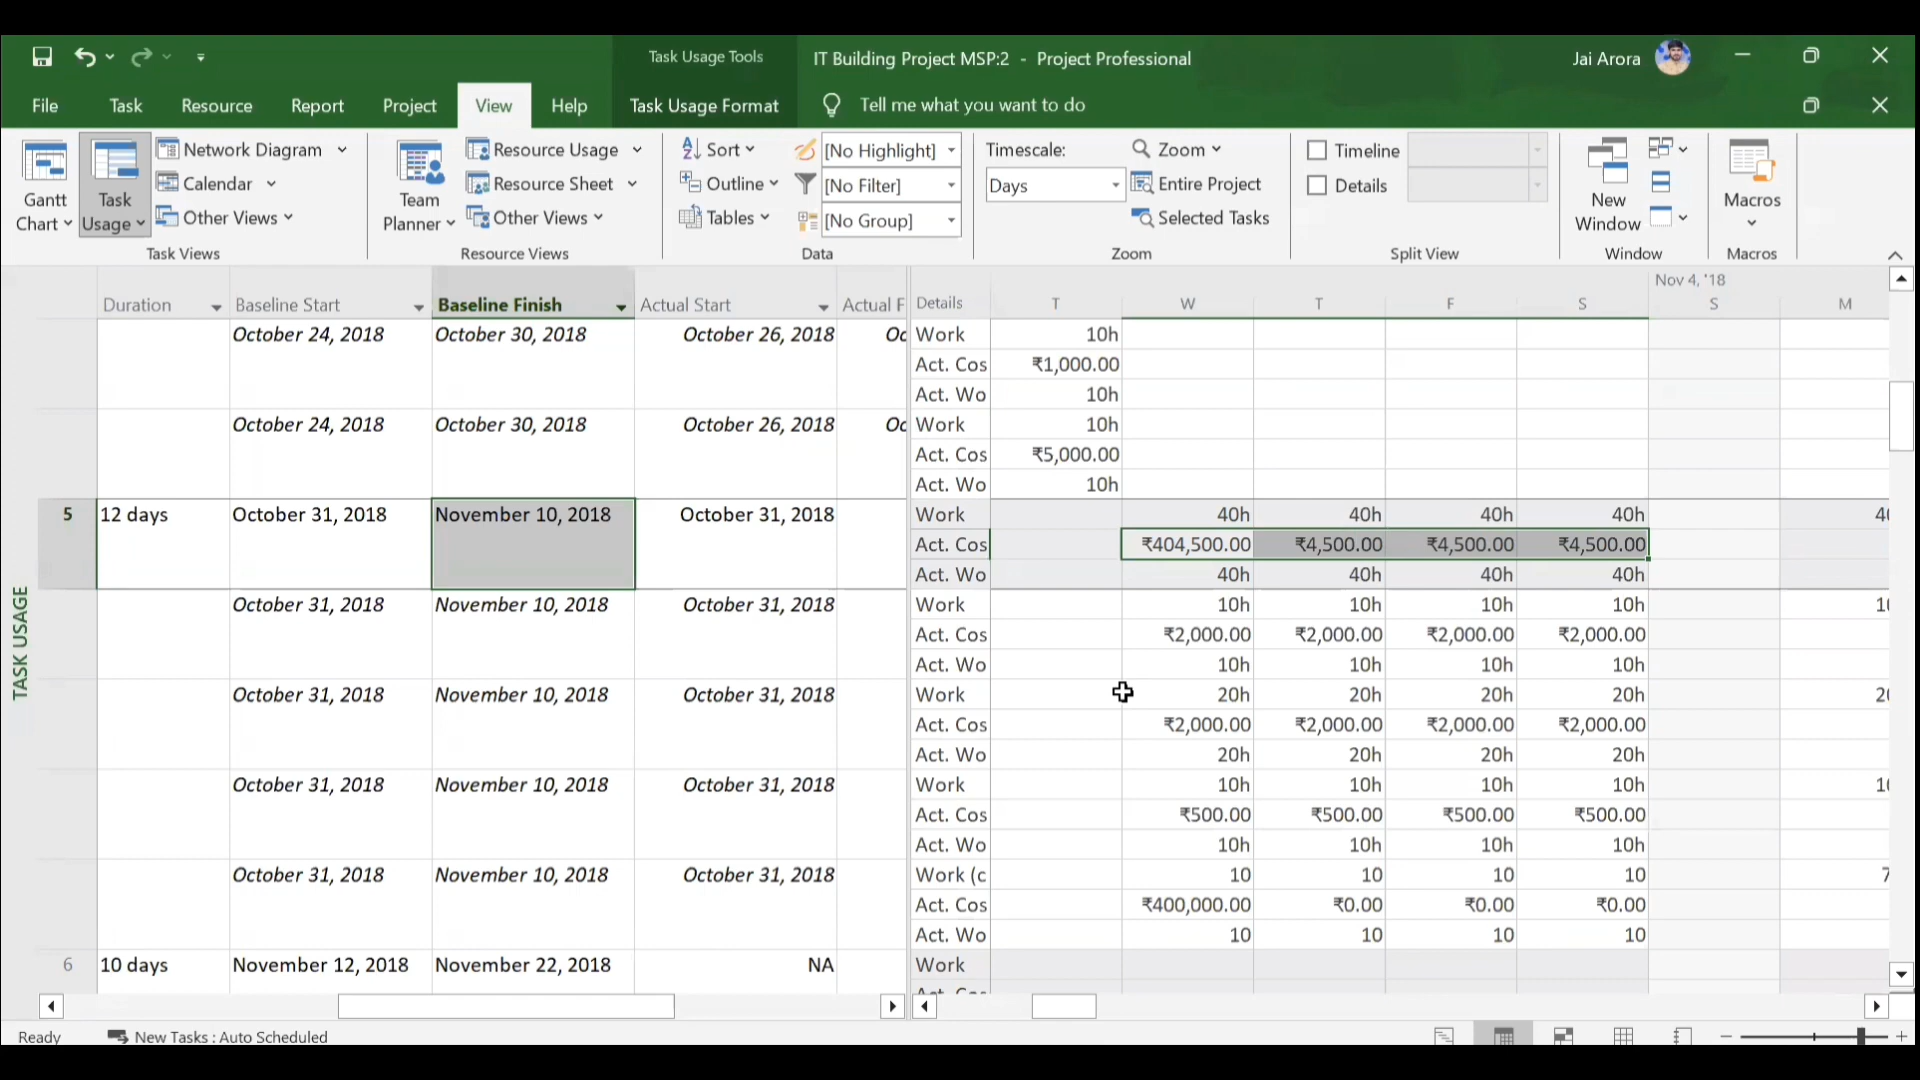 Task Usage Tools IT Building Project MSP:2 - Project Professional Jai Arora
File Task Resource Report Project View Help Task Usage Format Tell me what you want to do
Gantt Chart
Task Usage
Network Diagram
Calendar
Other Views
Task Views
Team Planner
Resource Usage
Resource Sheet
Other Views
Resource Views
Sort
Outline
Tables
[No Highlight]
[No Filter]
[No Group]
Data
Timescale:
Days
Zoom
Entire Project
Selected Tasks
Zoom
Timeline
Details
Split View
New Window
Window
Macros
Macros
TASK USAGE
Nov 4, '18
Duration Baseline Start Baseline Finish Actual Start Actual F Details T W T F S S M
October 24, 2018 October 30, 2018 October 26, 2018 Oc Work 10h
Act. Cos ₹1,000.00
Act. Wo 10h
October 24, 2018 October 30, 2018 October 26, 2018 Oc Work 10h
Act. Cos ₹5,000.00
Act. Wo 10h
5 12 days October 31, 2018 November 10, 2018 October 31, 2018 Work 40h 40h 40h 40h
Act. Cos ₹404,500.00 ₹4,500.00 ₹4,500.00 ₹4,500.00
Act. Wo 40h 40h 40h 40h
October 31, 2018 November 10, 2018 October 31, 2018 Work 10h 10h 10h 10h
Act. Cos ₹2,000.00 ₹2,000.00 ₹2,000.00 ₹2,000.00
Act. Wo 10h 10h 10h 10h
October 31, 2018 November 10, 2018 October 31, 2018 Work 20h 20h 20h 20h
Act. Cos ₹2,000.00 ₹2,000.00 ₹2,000.00 ₹2,000.00
Act. Wo 20h 20h 20h 20h
October 31, 2018 November 10, 2018 October 31, 2018 Work 10h 10h 10h 10h
Act. Cos ₹500.00 ₹500.00 ₹500.00 ₹500.00
Act. Wo 10h 10h 10h 10h
October 31, 2018 November 10, 2018 October 31, 2018 Work (c 10 10 10 10 7
Act. Cos ₹400,000.00 ₹0.00 ₹0.00 ₹0.00
Act. Wo 10 10 10 10
6 10 days November 12, 2018 November 22, 2018 NA Work
Ready New Tasks : Auto Scheduled